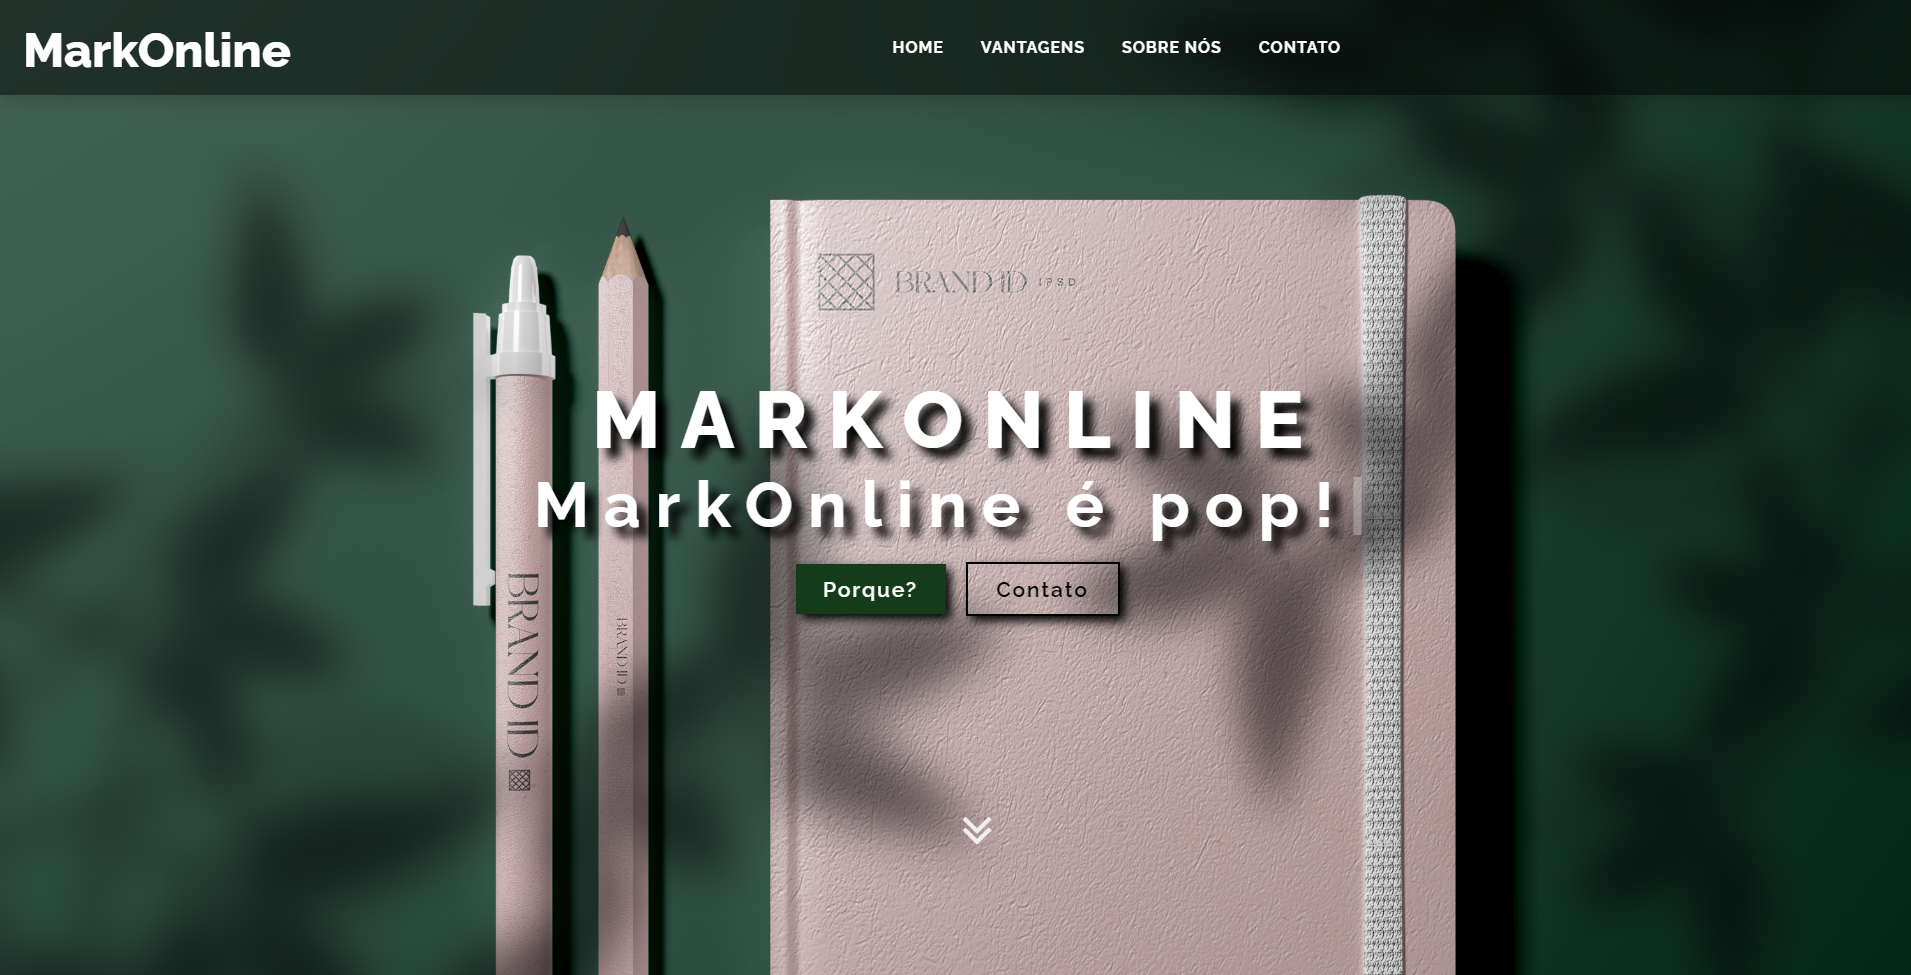 MarkOnline
HOME VANTAGENS SOBRE NÓS CONTATO
BRAND ID PSD
MARKONLINE
MarkOnline é pop!
Porque? Contato
BRAND ID
BRAND ID